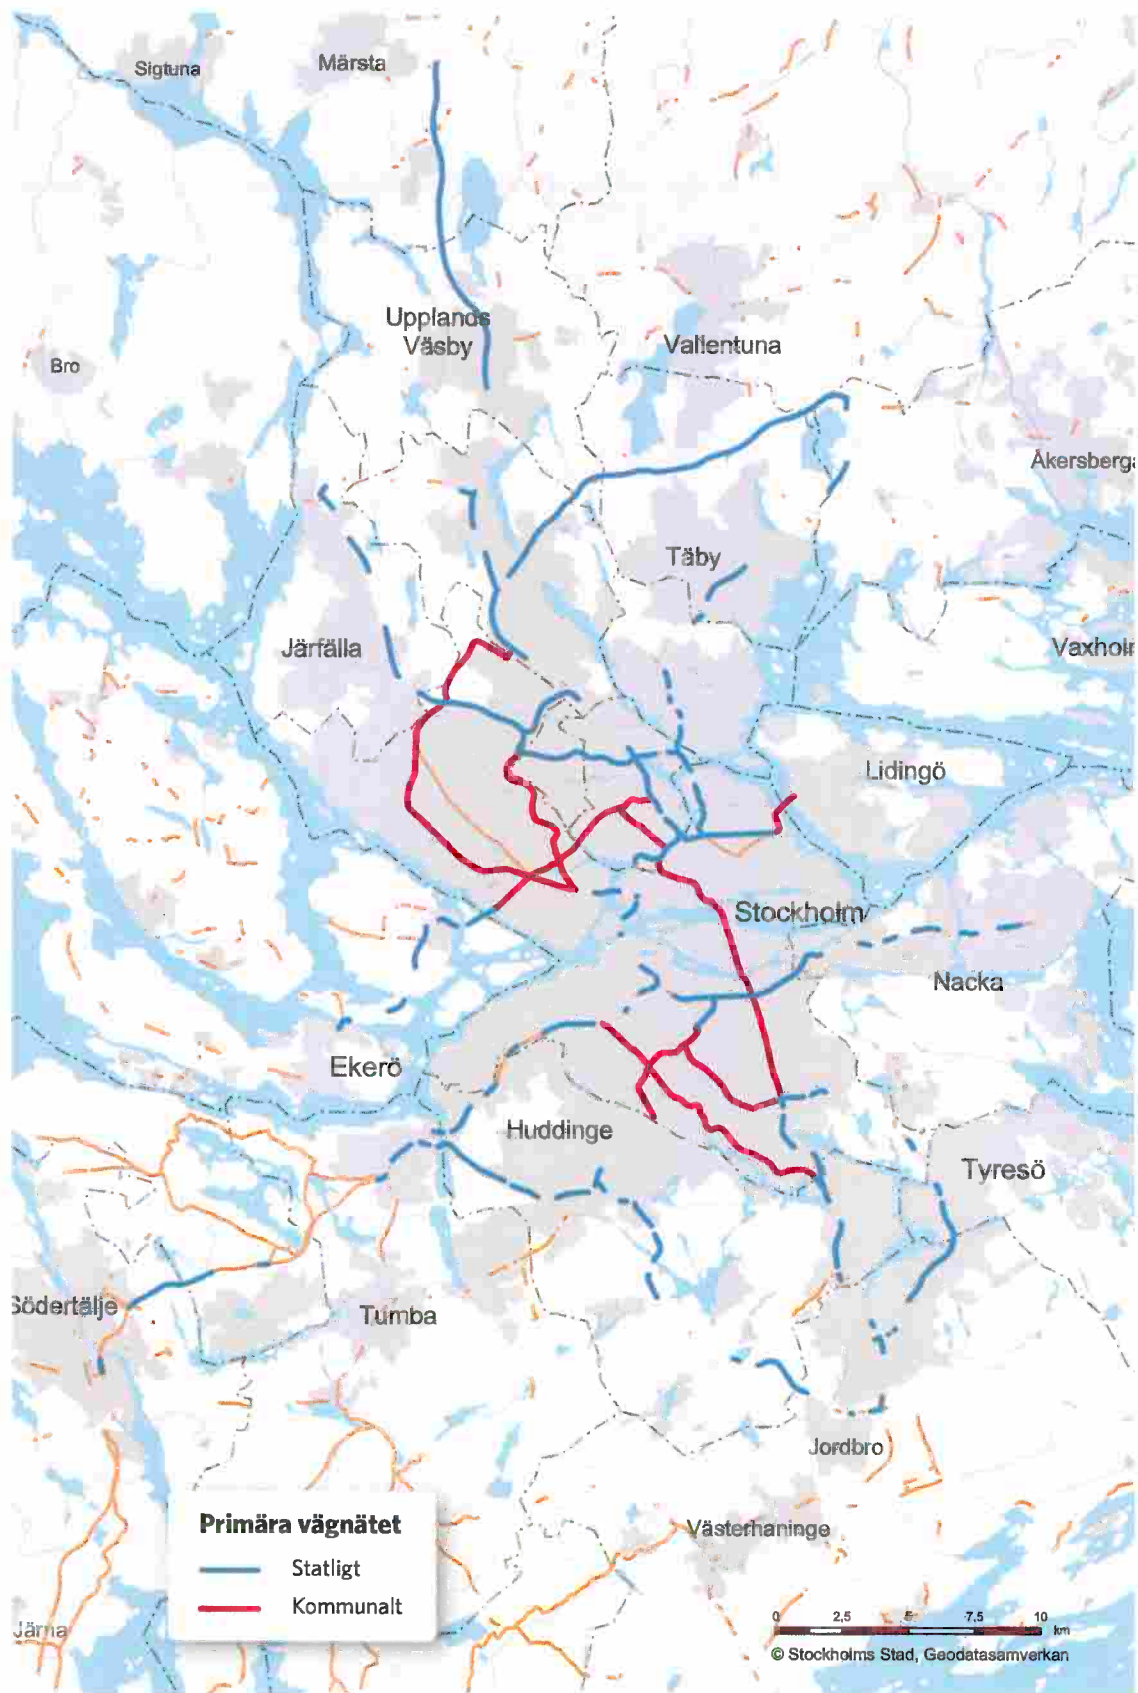 Sigtuna
Märsta
Upplands
Väsby
Vallentuna
Bro
Åkersberga
Täby
Järfälla
Vaxholm
Lidingö
Stockholm
Nacka
Ekerö
Huddinge
Tyresö
Södertälje
Tumba
Jordbro
Västerhaninge
Järna
Primära vägnätet
Statligt
Kommunalt
0 2,5 5 7,5 10
km
© Stockholms Stad, Geodatasamverkan